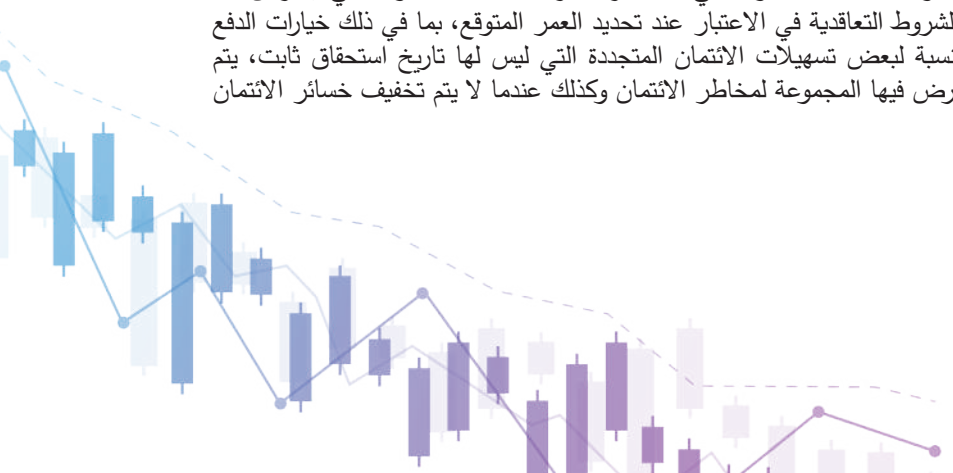 لشروط التعاقدية في الاعتبار عند تحديد العمر المتوقع، بما في ذلك خيارات الدفع
نسبة لبعض تسهيلات الائتمان المتجددة التي ليس لها تاريخ استحقاق ثابت، يتم
رض فيها المجموعة لمخاطر الائتمان وكذلك عندما لا يتم تخفيف خسائر الائتمان